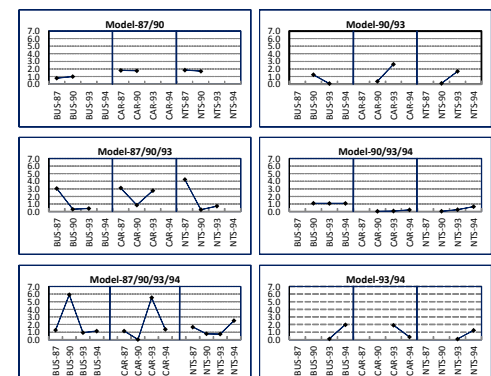 Model-87/90
7.0
6.0
5.0
4.0
3.0
2.0
1.0
0.0
BUS-87
BUS-90
BUS-93
BUS-94
CAR-87
CAR-90
CAR-93
CAR-94
NTS-87
NTS-90
NTS-93
NTS-94
Model-90/93
7.0
6.0
5.0
4.0
3.0
2.0
1.0
0.0
BUS-87
BUS-90
BUS-93
BUS-94
CAR-87
CAR-90
CAR-93
CAR-94
NTS-87
NTS-90
NTS-93
NTS-94
Model-87/90/93
7.0
6.0
5.0
4.0
3.0
2.0
1.0
0.0
BUS-87
BUS-90
BUS-93
BUS-94
CAR-87
CAR-90
CAR-93
CAR-94
NTS-87
NTS-90
NTS-93
NTS-94
Model-90/93/94
7.0
6.0
5.0
4.0
3.0
2.0
1.0
0.0
BUS-87
BUS-90
BUS-93
BUS-94
CAR-87
CAR-90
CAR-93
CAR-94
NTS-87
NTS-90
NTS-93
NTS-94
Model-87/90/93/94
7.0
6.0
5.0
4.0
3.0
2.0
1.0
0.0
BUS-87
BUS-90
BUS-93
BUS-94
CAR-87
CAR-90
CAR-93
CAR-94
NTS-87
NTS-90
NTS-93
NTS-94
Model-93/94
7.0
6.0
5.0
4.0
3.0
2.0
1.0
0.0
BUS-87
BUS-90
BUS-93
BUS-94
CAR-87
CAR-90
CAR-93
CAR-94
NTS-87
NTS-90
NTS-93
NTS-94